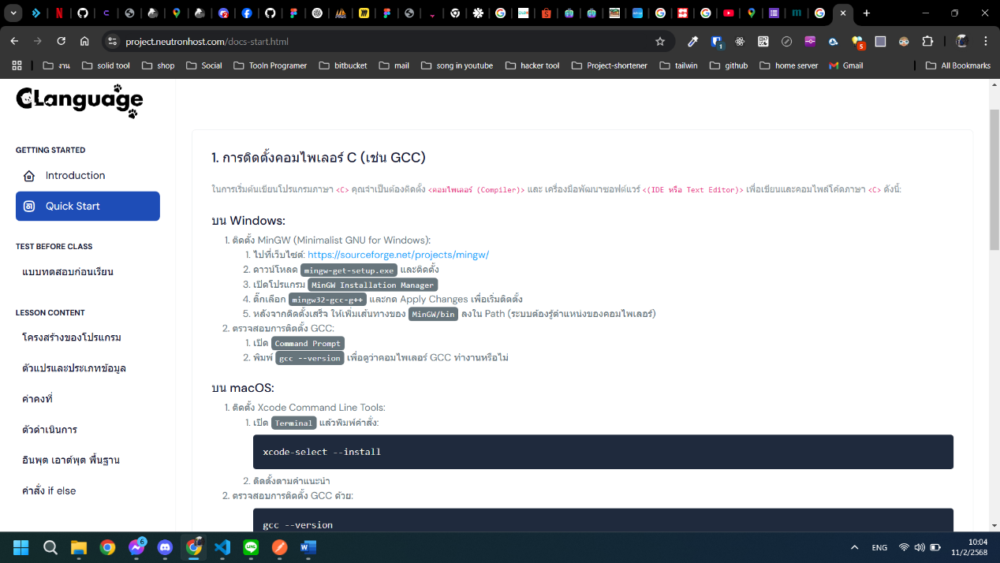 project.neutronhost.com/docs-start.html
งาน
solid tool
shop
Social
Tooln Programer
bitbucket
mail
song in youtube
hacker tool
Project-shortener
tailwin
github
home server
Gmail
All Bookmarks
CLanguage
GETTING STARTED
Introduction
Quick Start
TEST BEFORE CLASS
แบบทดสอบก่อนเรียน
LESSON CONTENT
โครงสร้างของโปรแกรม
ตัวแปรและประเภทข้อมูล
ค่าคงที่
ตัวดำเนินการ
อินพุต เอาต์พุต พื้นฐาน
คำสั่ง if else
1. การติดตั้งคอมไพเลอร์ C (เช่น GCC)
ในการเริ่มต้นเขียนโปรแกรมภาษา <C> คุณจำเป็นต้องติดตั้ง <คอมไพเลอร์ (Compiler)> และ เครื่องมือพัฒนาซอฟต์แวร์ <(IDE หรือ Text Editor)> เพื่อเขียนและคอมไพล์โค้ดภาษา <C> ดังนี้:
บน Windows:
1. ติดตั้ง MinGW (Minimalist GNU for Windows):
1. ไปที่เว็บไซต์: https://sourceforge.net/projects/mingw/
2. ดาวน์โหลด mingw-get-setup.exe และติดตั้ง
3. เปิดโปรแกรม MinGW Installation Manager
4. ติ๊กเลือก mingw32-gcc-g++ และกด Apply Changes เพื่อเริ่มติดตั้ง
5. หลังจากติดตั้งเสร็จ ให้เพิ่มเส้นทางของ MinGW/bin ลงใน Path (ระบบต้องรู้ตำแหน่งของคอมไพเลอร์)
2. ตรวจสอบการติดตั้ง GCC:
1. เปิด Command Prompt
2. พิมพ์ gcc --version เพื่อดูว่าคอมไพเลอร์ GCC ทำงานหรือไม่
บน macOS:
1. ติดตั้ง Xcode Command Line Tools:
1. เปิด Terminal แล้วพิมพ์คำสั่ง:
xcode-select --install
2. ติดตั้งตามคำแนะนำ
2. ตรวจสอบการติดตั้ง GCC ด้วย:
gcc --version
ENG
10:04
11/2/2568